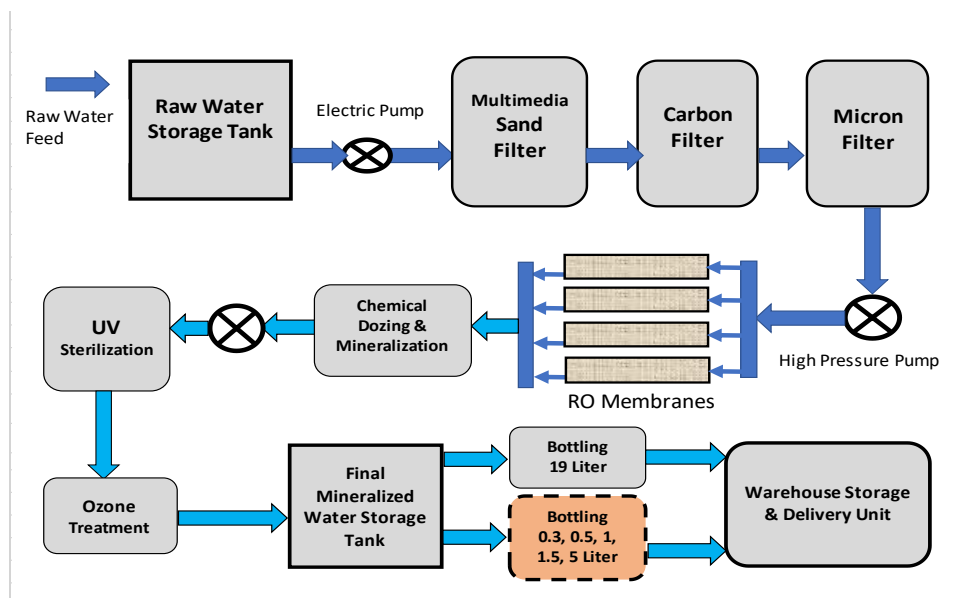 Raw Water
Feed
Raw Water
Storage Tank
Electric Pump
Multimedia
Sand
Filter
Carbon
Filter
Micron
Filter
High Pressure Pump
RO Membranes
Chemical
Dozing &
Mineralization
UV
Sterilization
Ozone
Treatment
Final
Mineralized
Water Storage
Tank
Bottling
19 Liter
Bottling
0.3, 0.5, 1,
1.5, 5 Liter
Warehouse Storage
& Delivery Unit